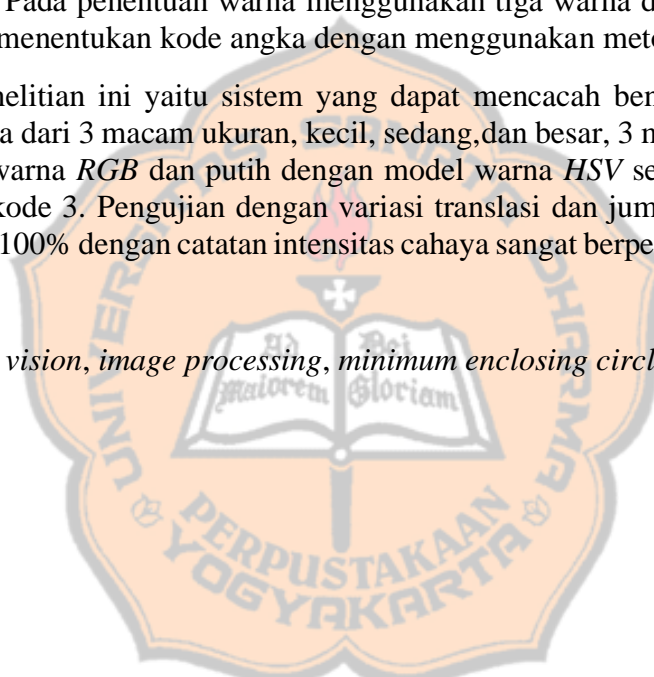 Pada penentuan warna menggunakan tiga warna d
menentukan kode angka dengan menggunakan meto
nelitian ini yaitu sistem yang dapat mencacah ben
a dari 3 macam ukuran, kecil, sedang,dan besar, 3 m
warna RGB dan putih dengan model warna HSV se
kode 3. Pengujian dengan variasi translasi dan jum
100% dengan catatan intensitas cahaya sangat berpe
vision, image processing, minimum enclosing circl
UNIVERSITAS SANATA DHARMA
Ad Dei
Maiorem Gloriam
PERPUSTAKAAN
YOGYAKARTA